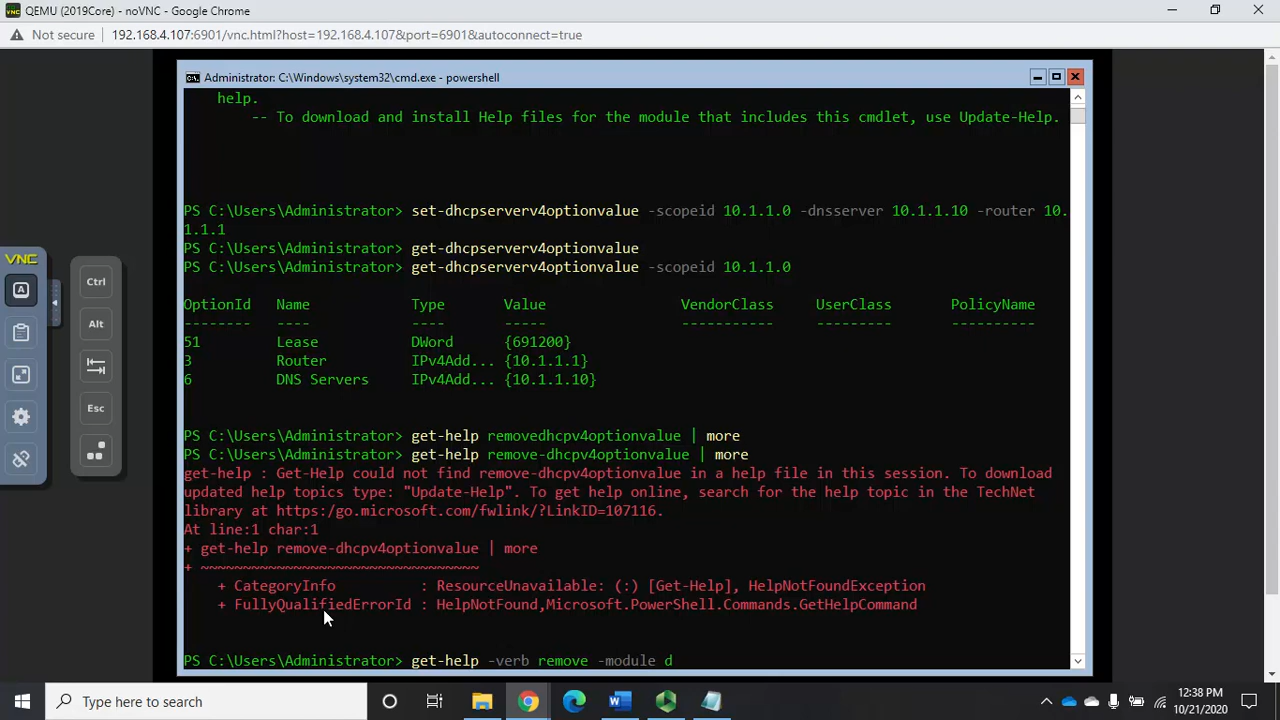 QEMU (2019Core) - noVNC - Google Chrome
Not secure 192.168.4.107:6901/vnc.html?host=192.168.4.107&port=6901&autoconnect=true
Administrator: C:\Windows\system32\cmd.exe - powershell
help.
-- To download and install Help files for the module that includes this cmdlet, use Update-Help.
PS C:\Users\Administrator> set-dhcpserverv4optionvalue -scopeid 10.1.1.0 -dnsserver 10.1.1.10 -router 10.
1.1.1
PS C:\Users\Administrator> get-dhcpserverv4optionvalue
PS C:\Users\Administrator> get-dhcpserverv4optionvalue -scopeid 10.1.1.0
OptionId Name Type Value VendorClass UserClass PolicyName
-------- ---- ---- ----- ----------- --------- ----------
51 Lease DWord {691200}
3 Router IPv4Add... {10.1.1.1}
6 DNS Servers IPv4Add... {10.1.1.10}
PS C:\Users\Administrator> get-help removedhcpv4optionvalue | more
PS C:\Users\Administrator> get-help remove-dhcpv4optionvalue | more
get-help : Get-Help could not find remove-dhcpv4optionvalue in a help file in this session. To download
updated help topics type: "Update-Help". To get help online, search for the help topic in the TechNet
library at https:/go.microsoft.com/fwlink/?LinkID=107116.
At line:1 char:1
+ get-help remove-dhcpv4optionvalue | more
+ ~~~~~~~~~~~~~~~~~~~~~~~~~~~~~~~~~
+ CategoryInfo : ResourceUnavailable: (:) [Get-Help], HelpNotFoundException
+ FullyQualifiedErrorId : HelpNotFound,Microsoft.PowerShell.Commands.GetHelpCommand
PS C:\Users\Administrator> get-help -verb remove -module d
VNC
A
Ctrl
Alt
Esc
Type here to search
12:38 PM
10/21/2020